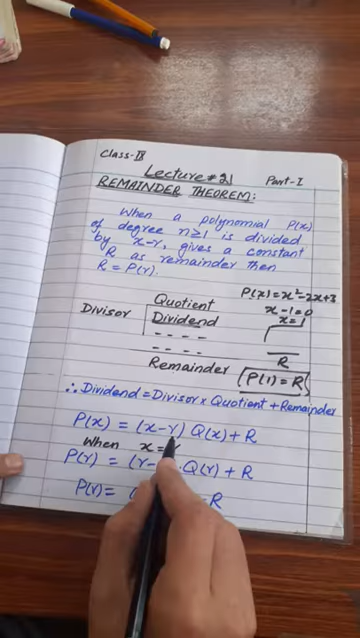 Class-IX
Lecture # 21 Part-I
REMAINDER THEOREM:
When a polynomial P(x)
of degree n≥1 is divided
by x-r, gives a constant
R as remainder then
R = P(r).
P(x)=x²-2x+3
x-1=0
x=1
Quotient
Divisor Dividend
R
Remainder P(1)=R
∴ Dividend=Divisor×Quotient+Remainder
P(x) = (x-r) Q(x)+R
When x=
P(r) = (r- .Q(r) + R
P(r)= ( R